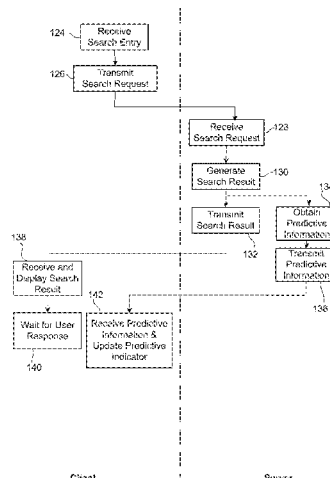 124
Receive
Search Entry
126
Transmit
Search Request
Receive
Search Request
123
Generate
Search Result
130
134
Transmit
Search Result
132
Obtain
Predictive
Information
Transmit
Predictive
Information
136
138
Receive and
Display Search
Result
142
Wait for User
Response
140
Receive Predictive
Information &
Update Predictive
Indicator
Client